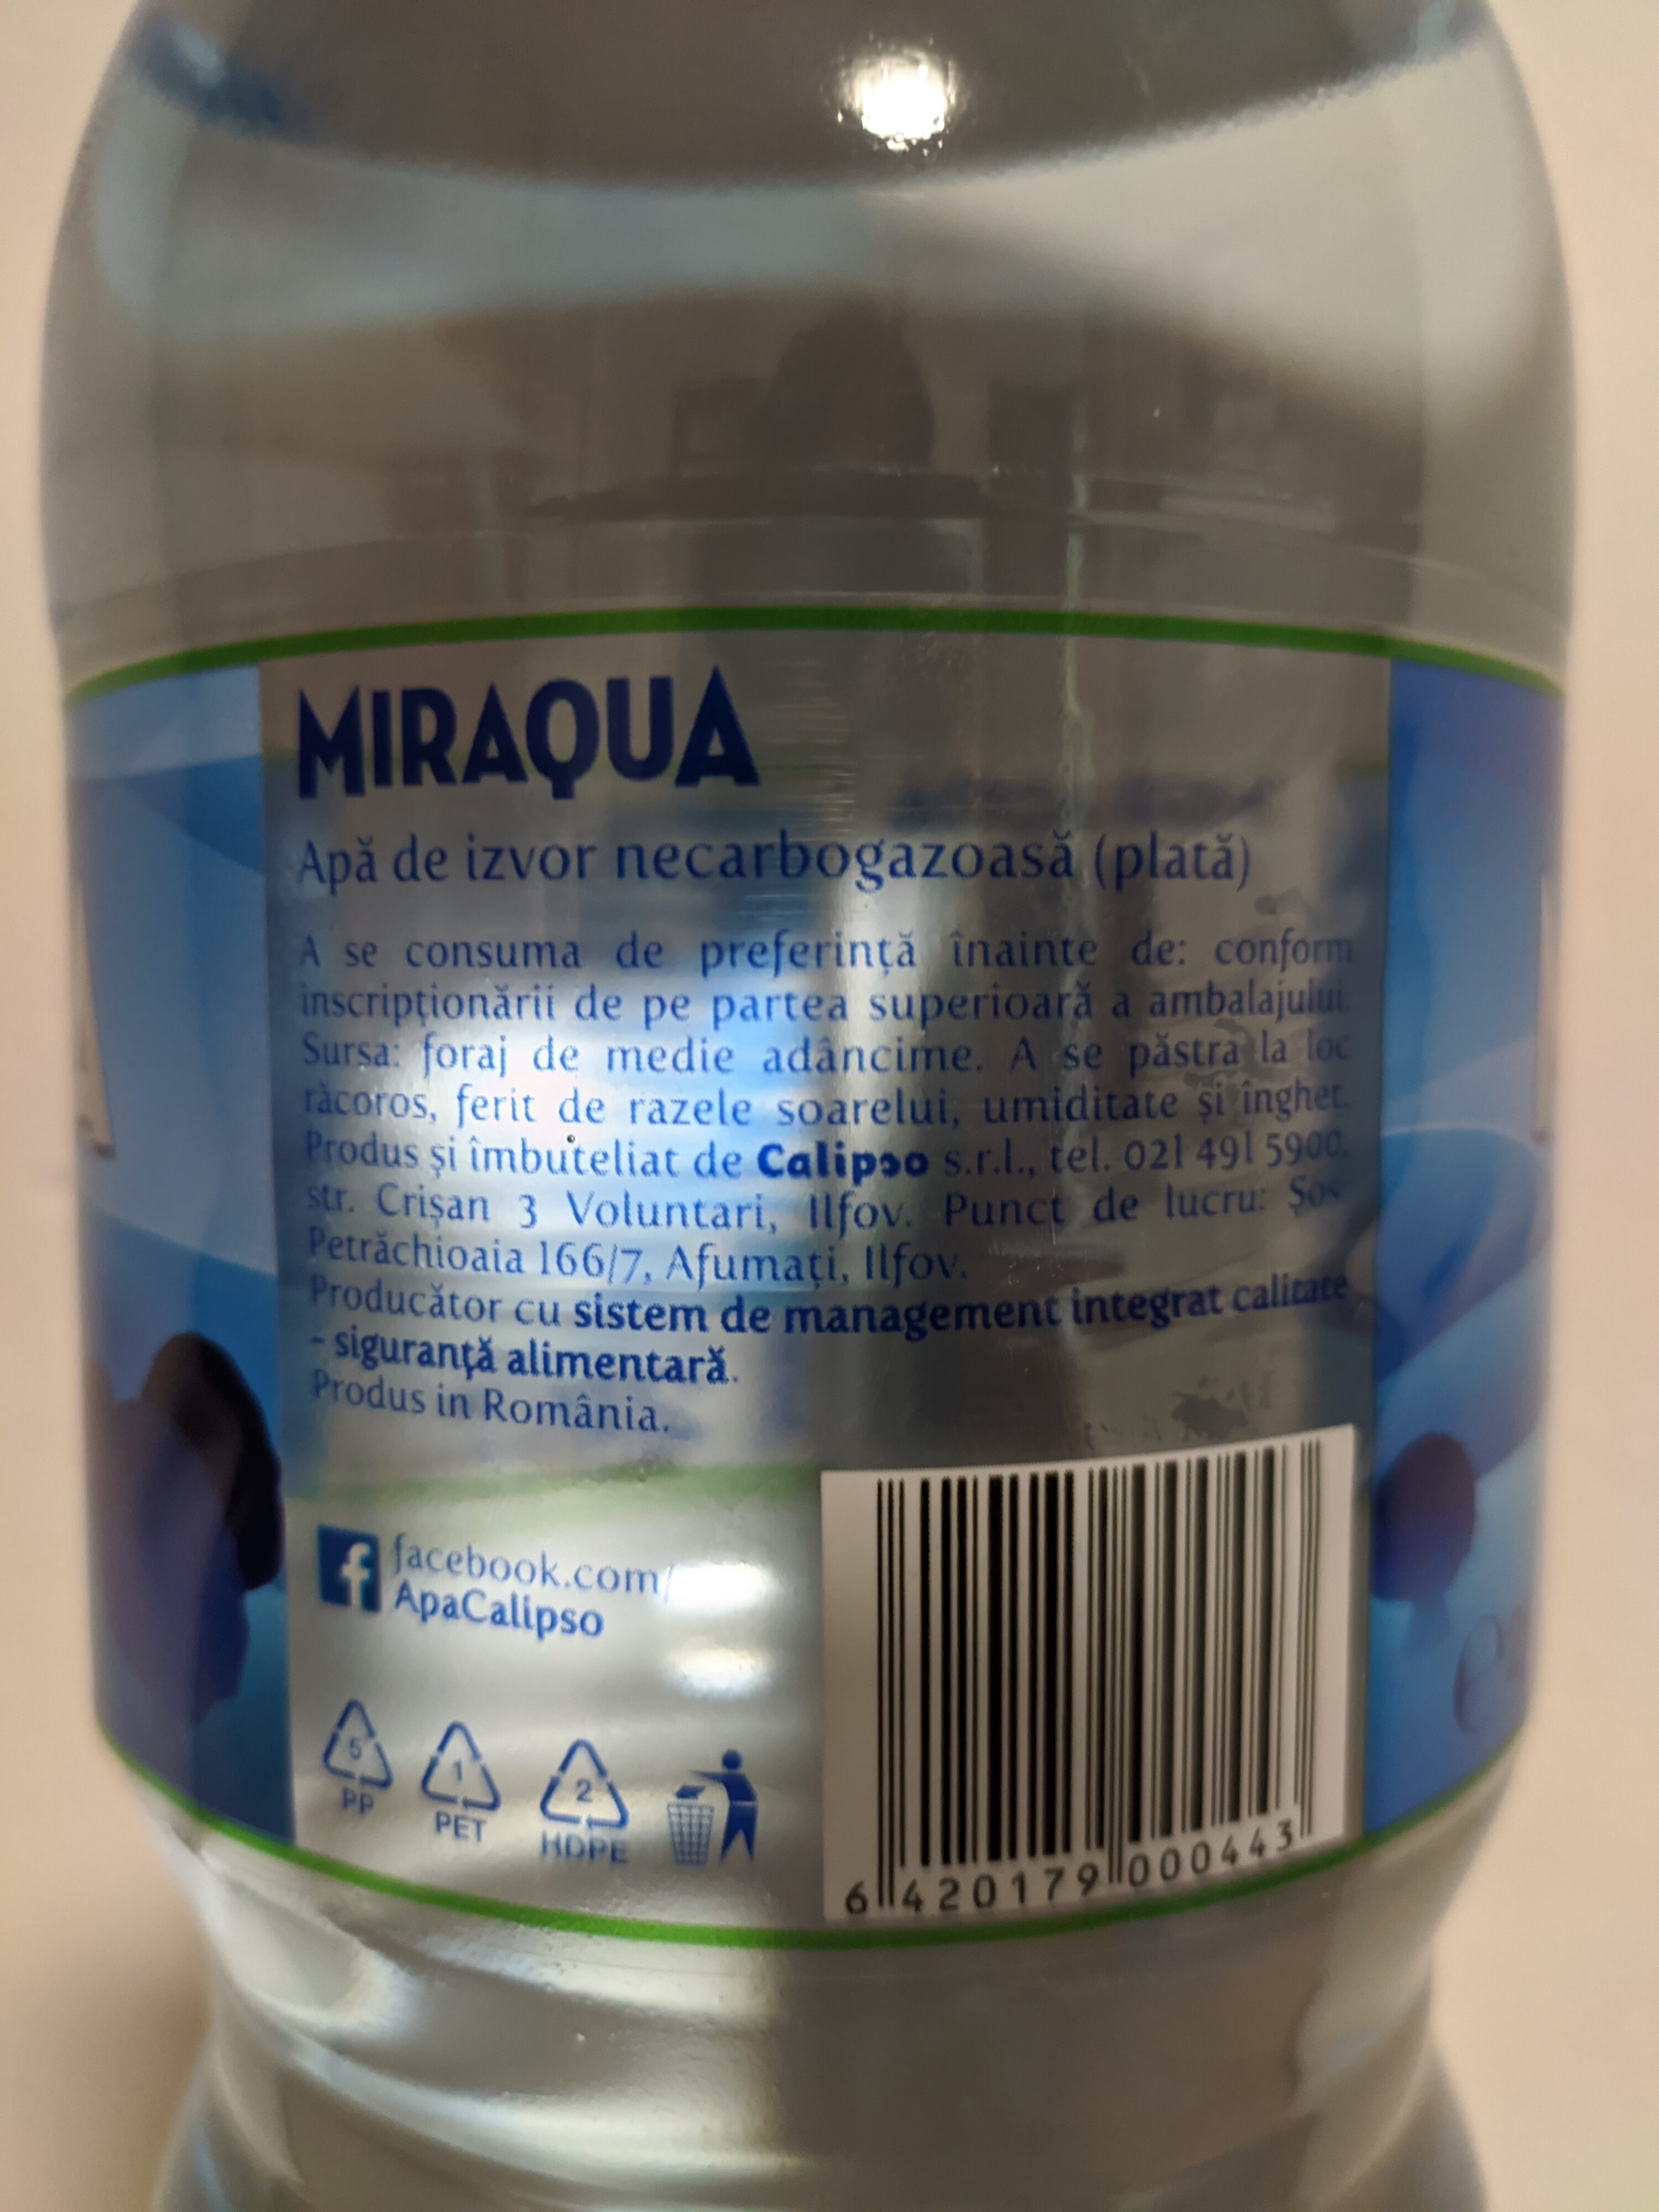 MIRAQUA
Apă de izvor necarbogazoasă (plată)
A se consuma de preferință înainte de: conform
inscripționării de pe partea superioară a ambalajului.
Sursa: foraj de medie adâncime. A se păstra la loc
răcoros, ferit de razele soarelui, umiditate și îngheț.
Produs și îmbuteliat de Calipso s.r.l., tel. 021 491 5900,
str. Crișan 3 Voluntari, Ilfov. Punct de lucru: Șos.
Petrăchioaia 166/7, Afumați, Ilfov.
Producător cu sistem de management integrat calitate
- siguranță alimentară.
Produs in România.
facebook.com/
ApaCalipso
5 1 2
PP PET HDPE
6 420179 000443